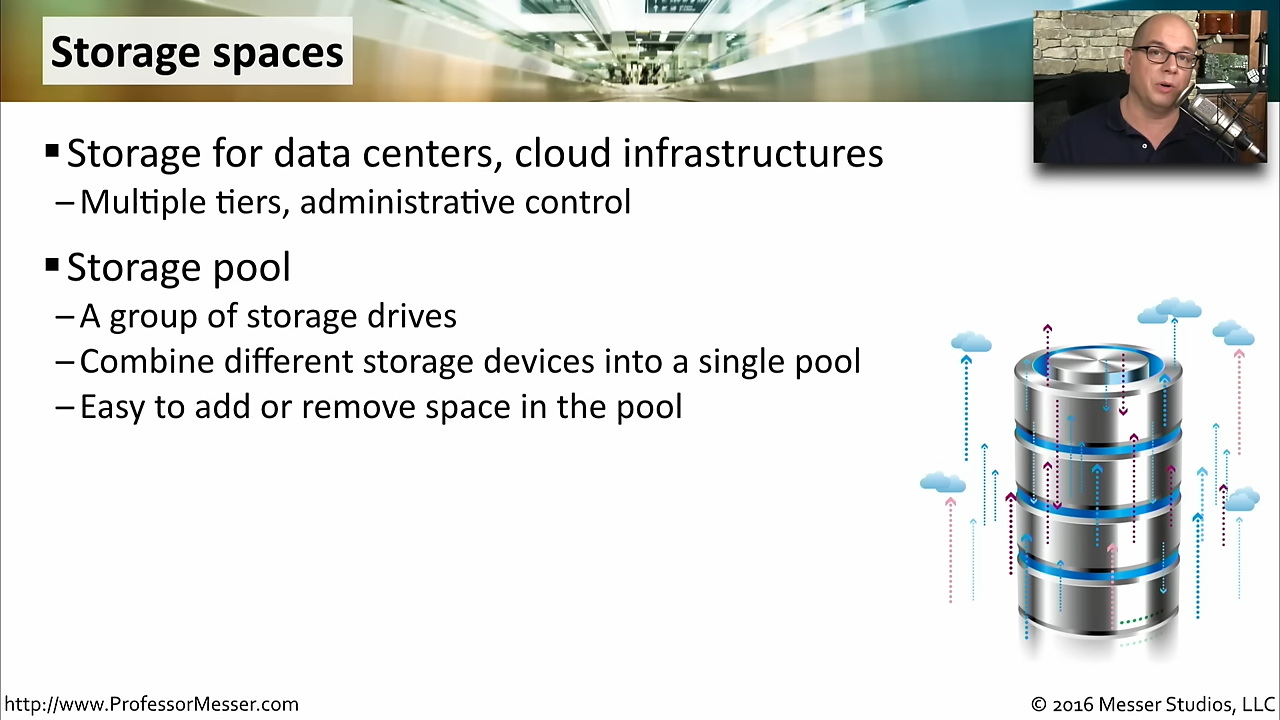 Storage spaces
▪ Storage for data centers, cloud infrastructures
– Multiple tiers, administrative control
▪ Storage pool
– A group of storage drives
– Combine different storage devices into a single pool
– Easy to add or remove space in the pool
http://www.ProfessorMesser.com
© 2016 Messer Studios, LLC